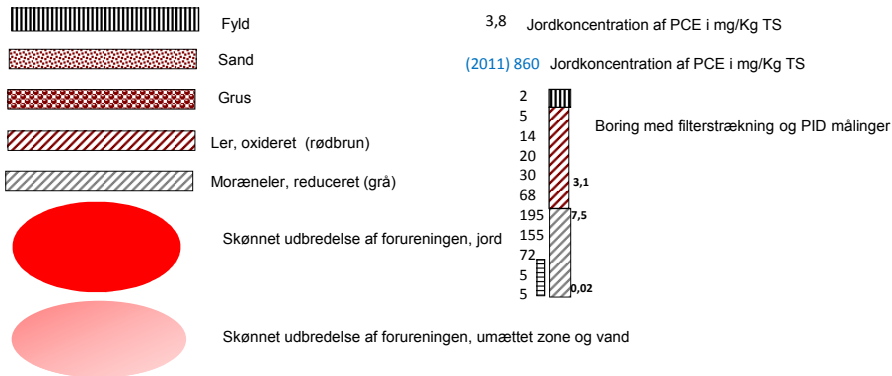 Fyld
Sand
Grus
Ler, oxideret (rødbrun)
Moræneler, reduceret (grå)
Skønnet udbredelse af forureningen, jord
Skønnet udbredelse af forureningen, umættet zone og vand
3,8 Jordkoncentration af PCE i mg/Kg TS
(2011) 860 Jordkoncentration af PCE i mg/Kg TS
Boring med filterstrækning og PID målinger
2
5
14
20
30
68
195
155
72
5
5
3,1
7,5
0,02